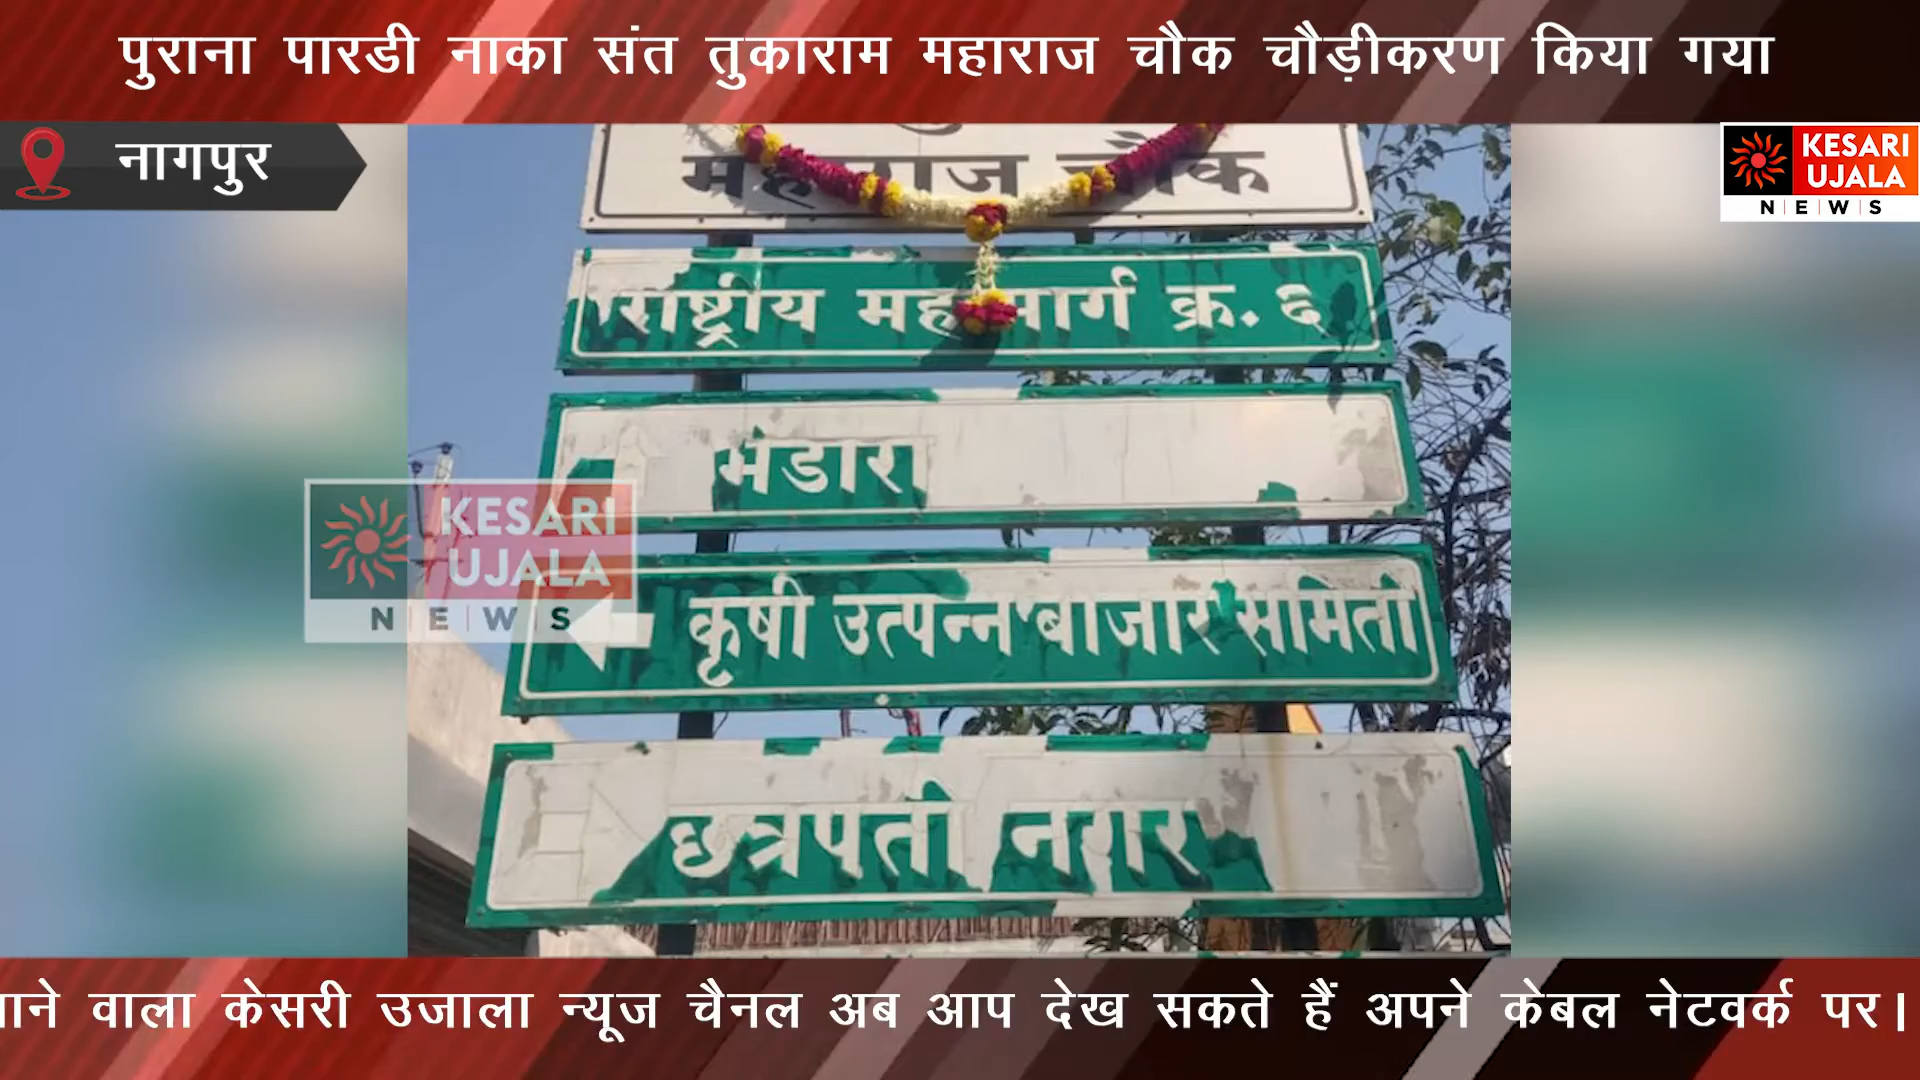 पुराना पारडी नाका संत तुकाराम महाराज चौक चौड़ीकरण किया गया
नागपुर
KESARI
UJALA
NEWS
महाराज चौक
राष्ट्रीय महामार्ग क्र. ६
भंडारा
KESARI
UJALA
NEWS
कृषी उत्पन्न बाजार समिती
छत्रपती नगर
वाला केसरी उजाला न्यूज चैनल अब आप देख सकते हैं अपने केबल नेटवर्क पर।